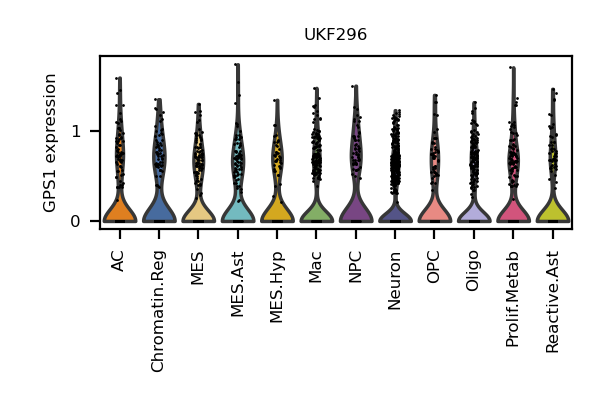 UKF296
GPS1 expression
1
0
AC
Chromatin.Reg
MES
MES.Ast
MES.Hyp
Mac
NPC
Neuron
OPC
Oligo
Prolif.Metab
Reactive.Ast